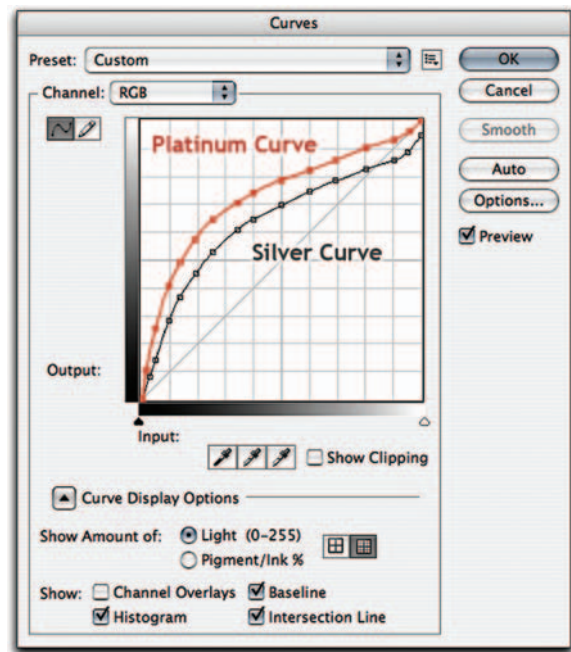 Curves
Preset: Custom
OK
Channel: RGB
Cancel
Smooth
Auto
Options...
Preview
Platinum Curve
Silver Curve
Output:
Input:
Show Clipping
Curve Display Options
Show Amount of: Light (0-255)
Pigment/Ink %
Show: Channel Overlays Baseline
Histogram Intersection Line